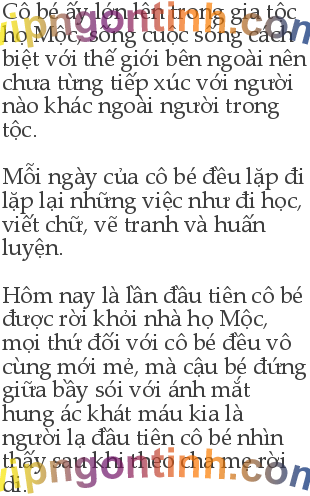 Cô bé ấy lớn lên trong gia tộc
họ Mộc, sống cuộc sống cách
biệt với thế giới bên ngoài nên
chưa từng tiếp xúc với người
nào khác ngoài người trong
tộc.
Mỗi ngày của cô bé đều lặp đi
lặp lại những việc như đi học,
viết chữ, vẽ tranh và huấn
luyện.
Hôm nay là lần đầu tiên cô bé
được rời khỏi nhà họ Mộc,
mọi thứ đối với cô bé đều vô
cùng mới mẻ, mà cậu bé đứng
giữa bầy sói với ánh mắt
hung ác khát máu kia là
người lạ đầu tiên cô bé nhìn
thấy sau khi theo cha mẹ rời
đi.
vipngontinh.com
vipngontinh.com